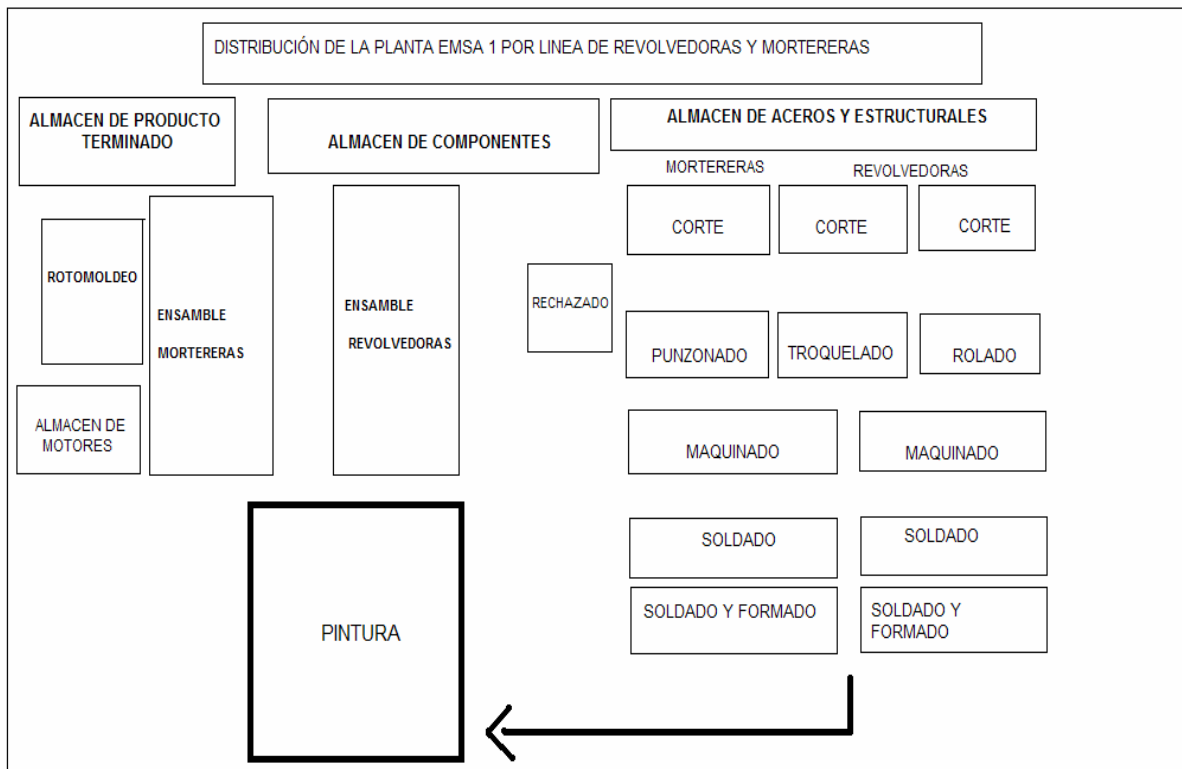 DISTRIBUCIÓN DE LA PLANTA EMSA 1 POR LINEA DE REVOLVEDORAS Y MORTERERAS
ALMACEN DE PRODUCTO
TERMINADO
ALMACEN DE COMPONENTES
ALMACEN DE ACEROS Y ESTRUCTURALES
MORTERERAS
REVOLVEDORAS
CORTE
CORTE
CORTE
ROTOMOLDEO
ENSAMBLE
MORTERERAS
ENSAMBLE
REVOLVEDORAS
RECHAZADO
PUNZONADO
TROQUELADO
ROLADO
ALMACEN DE
MOTORES
MAQUINADO
MAQUINADO
SOLDADO
SOLDADO
SOLDADO Y FORMADO
SOLDADO Y
FORMADO
PINTURA